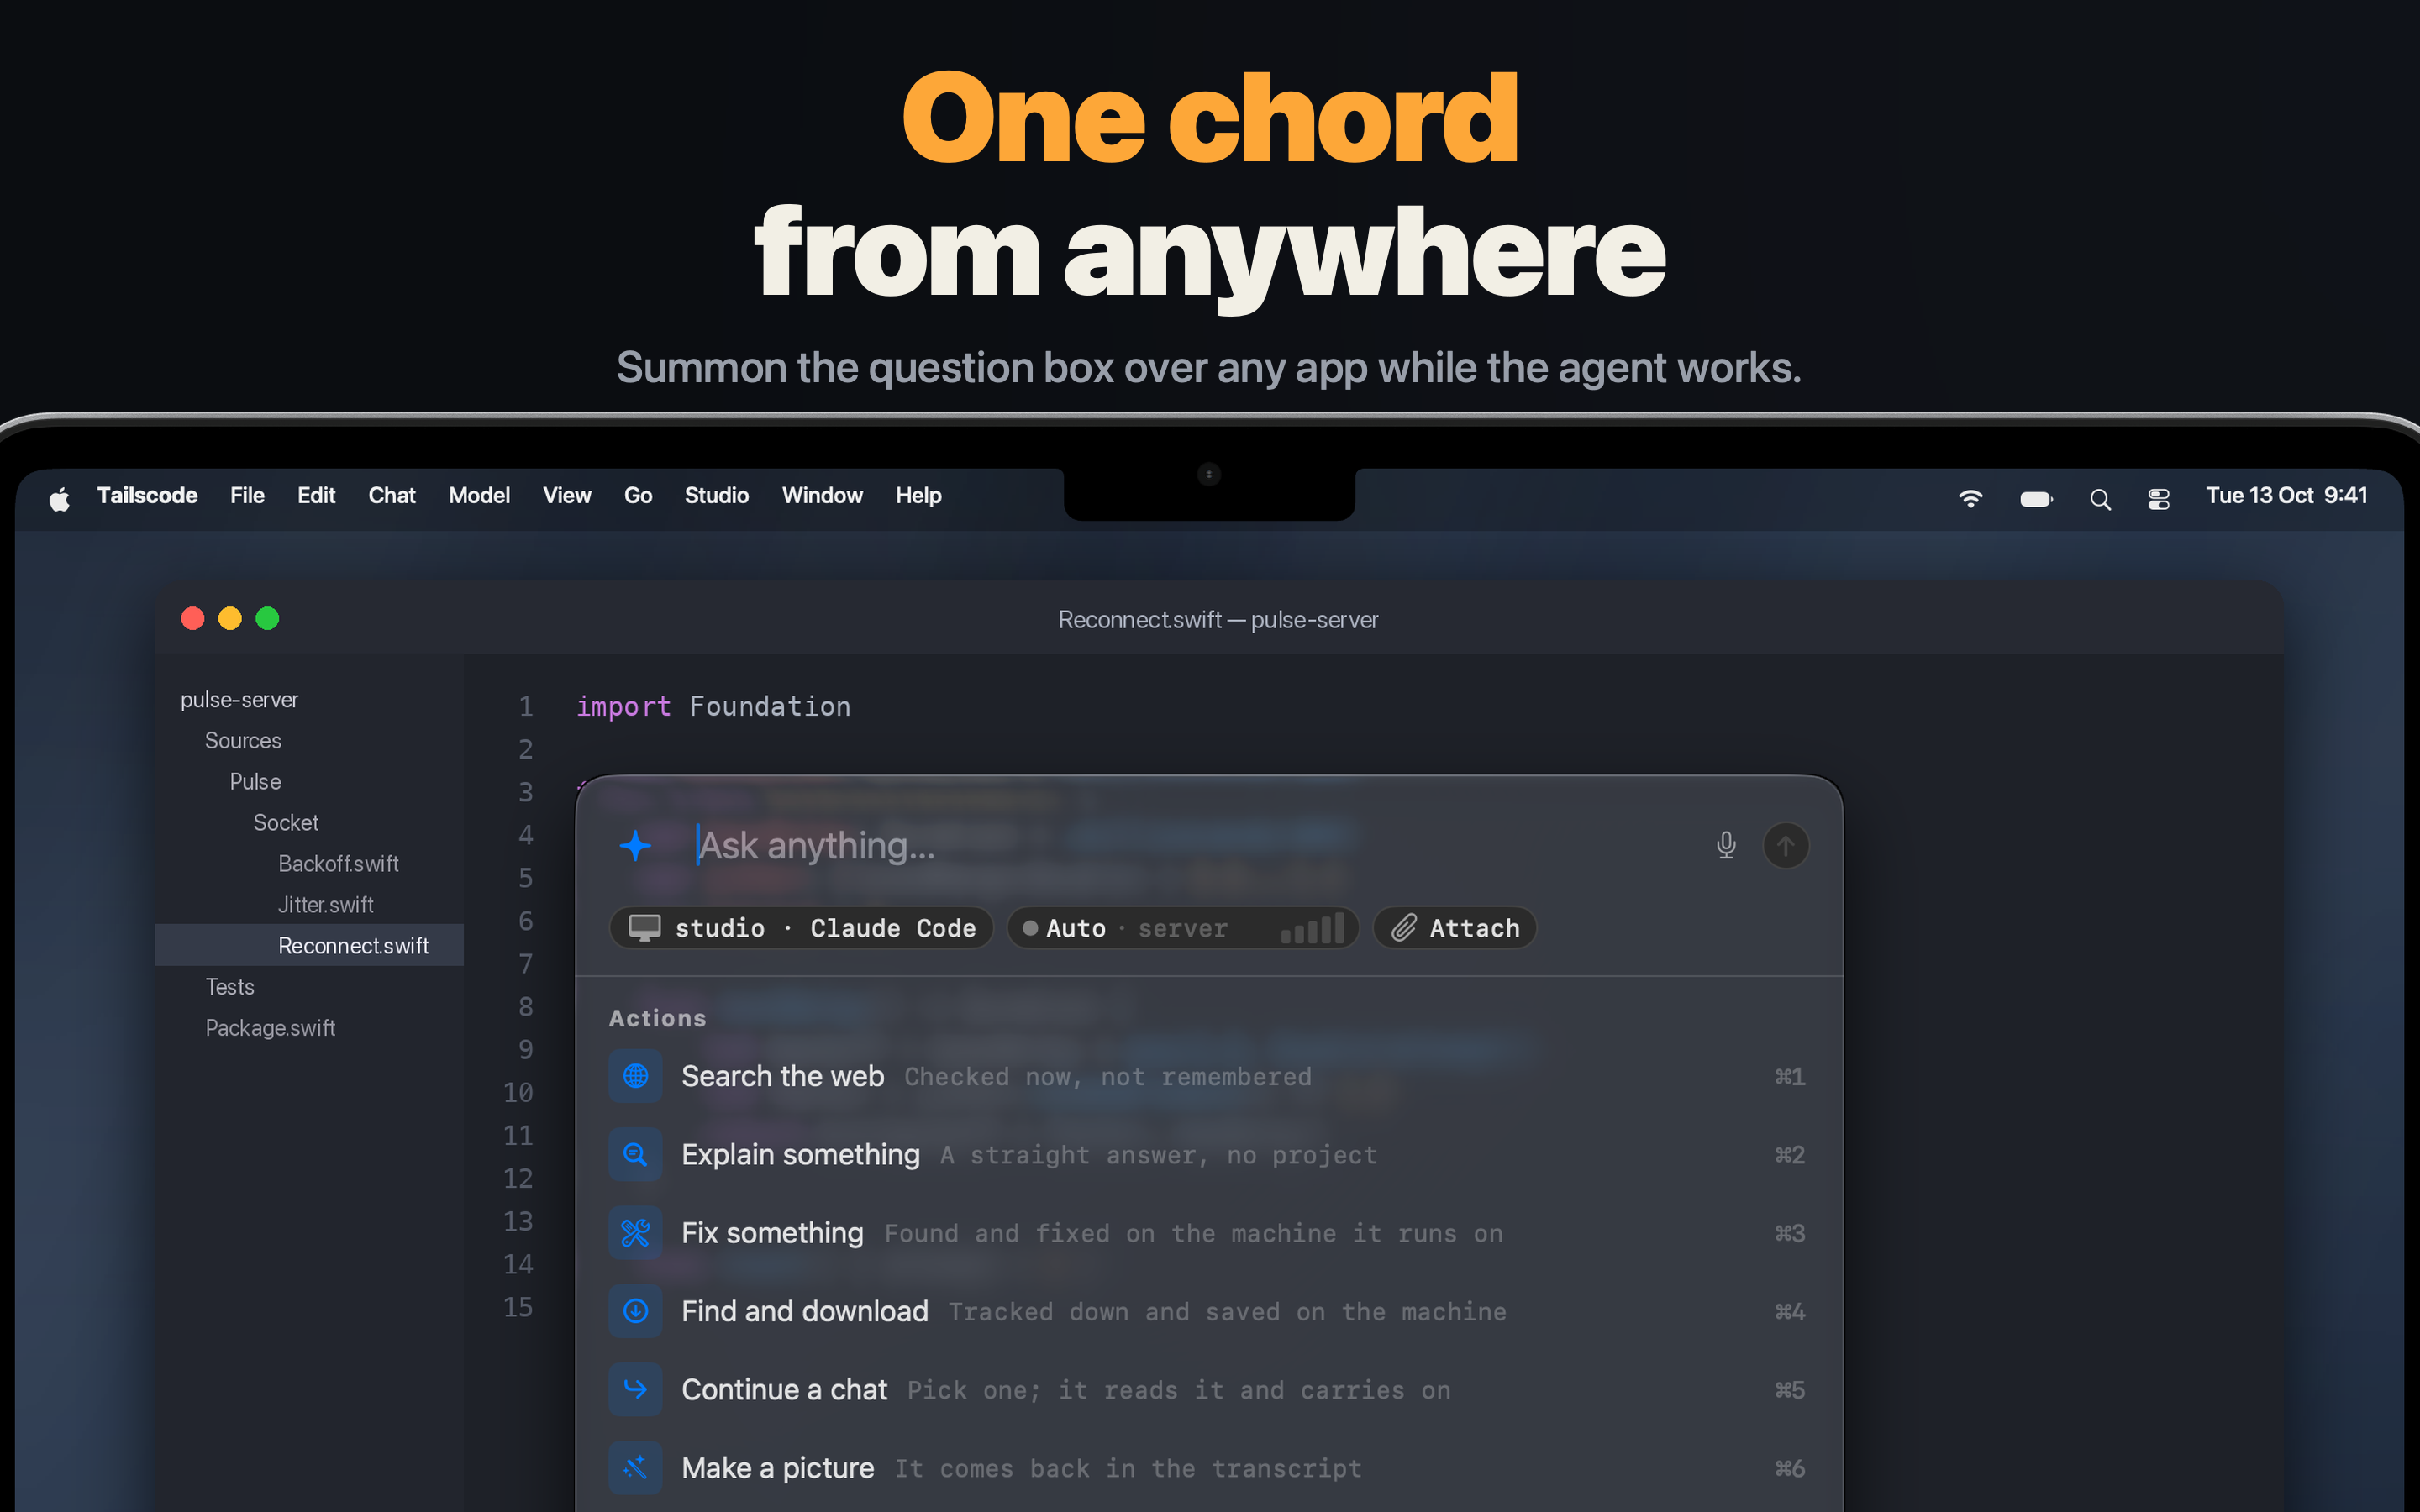 One chord
from anywhere
Summon the question box over any app while the agent works.
Tailscode File Edit Chat Model View Go Studio Window Help Tue 13 Oct 9:41
Reconnect.swift — pulse-server
pulse-server
Sources
Pulse
Socket
Backoff.swift
Jitter.swift
Reconnect.swift
Tests
Package.swift
1 import Foundation
2
3
4
5
6
7
8
9
10
11
12
13
14
15
Ask anything...
studio · Claude Code Auto · server Attach
Actions
Search the web Checked now, not remembered ⌘1
Explain something A straight answer, no project ⌘2
Fix something Found and fixed on the machine it runs on ⌘3
Find and download Tracked down and saved on the machine ⌘4
Continue a chat Pick one; it reads it and carries on ⌘5
Make a picture It comes back in the transcript ⌘6